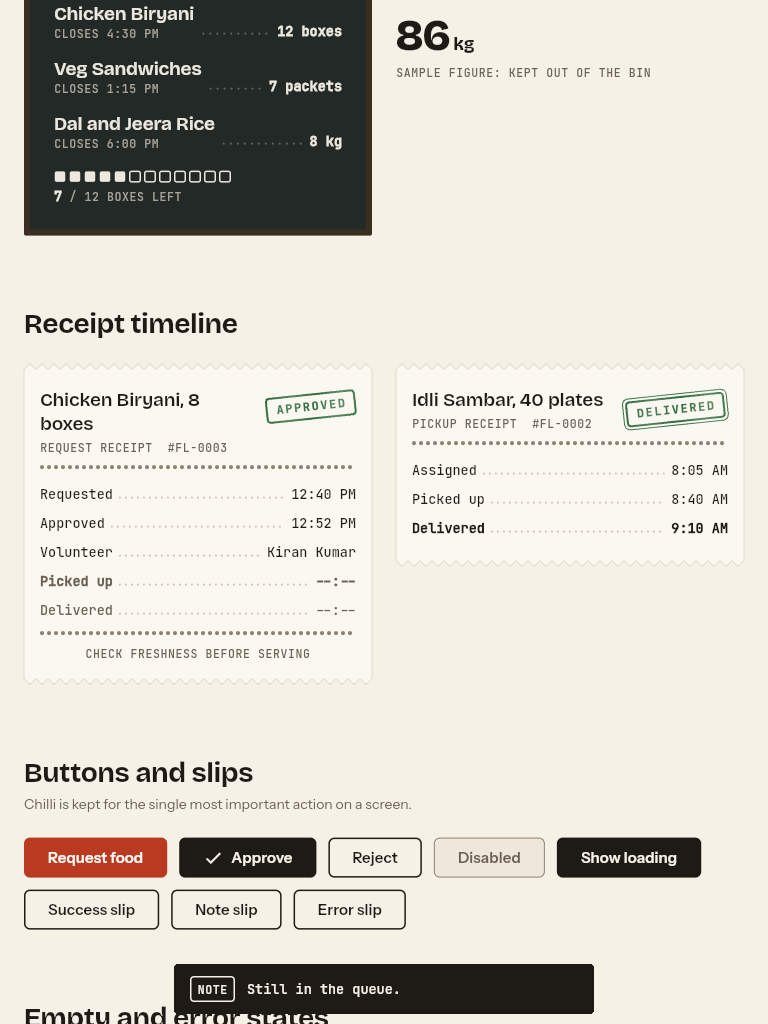 Chicken Biryani
CLOSES 4:30 PM .......... 12 boxes
Veg Sandwiches
CLOSES 1:15 PM ........ 7 packets
Dal and Jeera Rice
CLOSES 6:00 PM ............ 8 kg
7 / 12 BOXES LEFT
86 kg
SAMPLE FIGURE: KEPT OUT OF THE BIN
Receipt timeline
Chicken Biryani, 8
boxes
APPROVED
REQUEST RECEIPT #FL-0003
Requested 12:40 PM
Approved 12:52 PM
Volunteer Kiran Kumar
Picked up --:--
Delivered --:--
CHECK FRESHNESS BEFORE SERVING
Idli Sambar, 40 plates
DELIVERED
PICKUP RECEIPT #FL-0002
Assigned 8:05 AM
Picked up 8:40 AM
Delivered 9:10 AM
Buttons and slips
Chilli is kept for the single most important action on a screen.
Request food
Approve
Reject
Disabled
Show loading
Success slip
Note slip
Error slip
NOTE Still in the queue.
Empty and error states